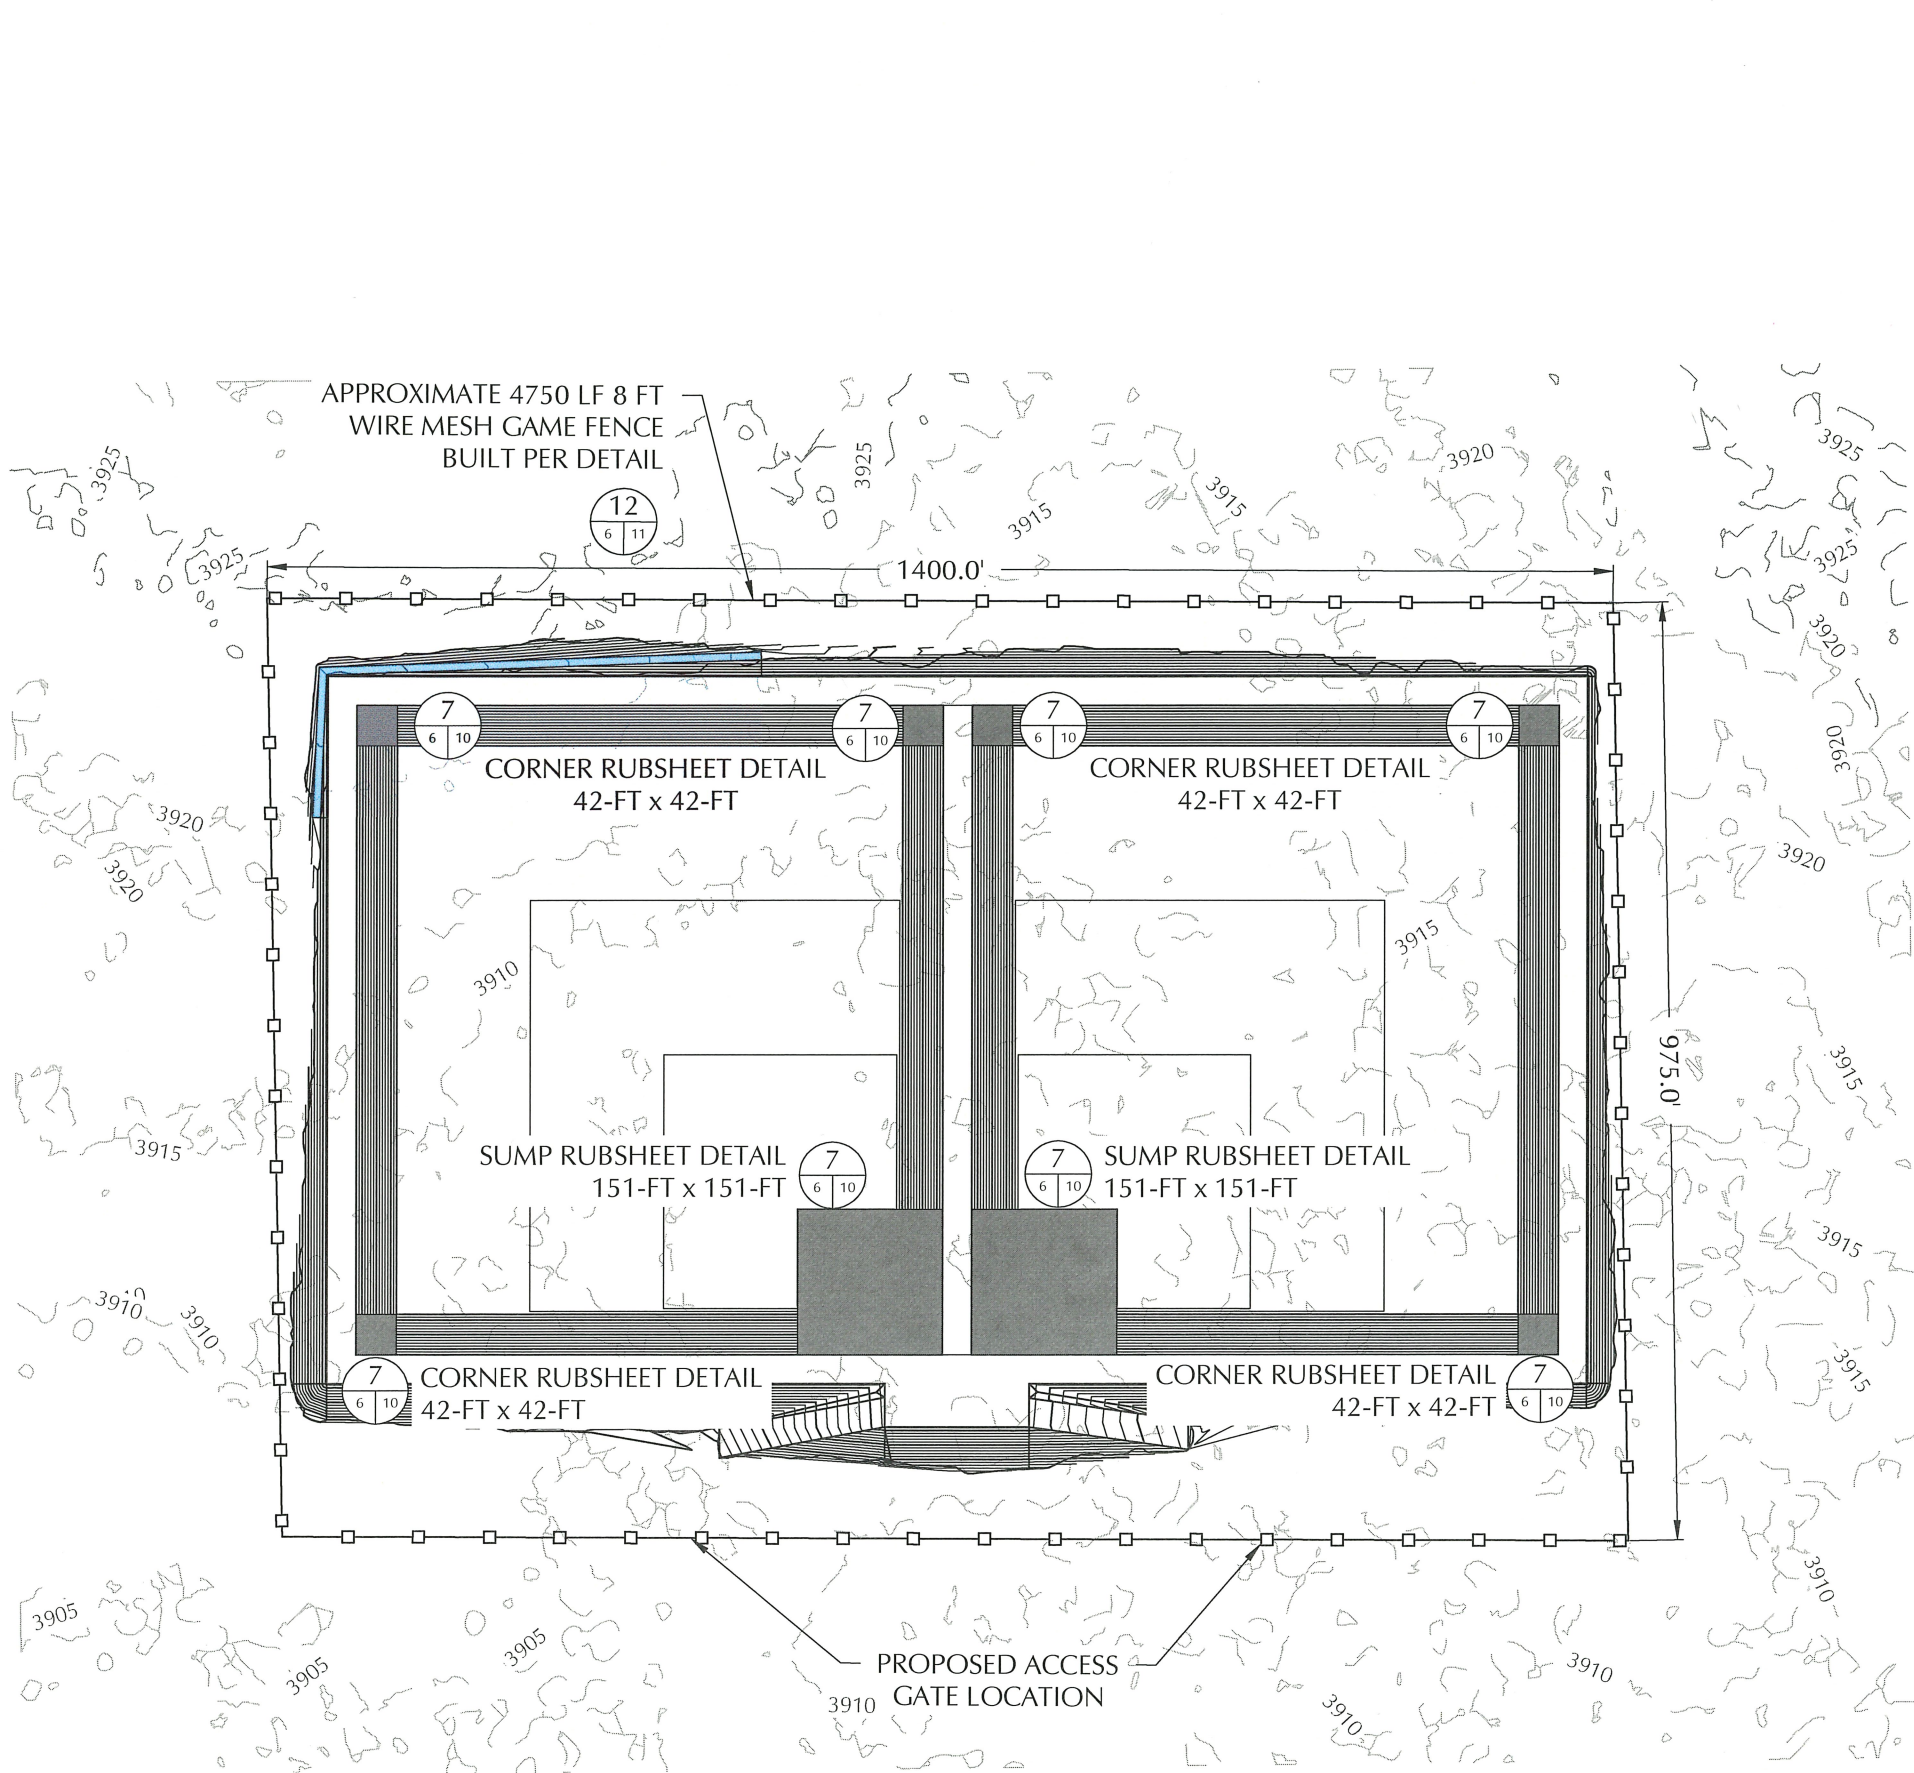 APPROXIMATE 4750 LF 8 FT
WIRE MESH GAME FENCE
BUILT PER DETAIL
12
6 11
3925
3925
3925
3915
3915
3920
3925
3925
1400.0'
3920
3920
7
6 10
7
6 10
7
6 10
7
6 10
CORNER RUBSHEET DETAIL
42-FT x 42-FT
CORNER RUBSHEET DETAIL
42-FT x 42-FT
3920
3920
3920
3910
3915
975.0'
3915
3915
SUMP RUBSHEET DETAIL
151-FT x 151-FT
7
6 10
7
6 10
SUMP RUBSHEET DETAIL
151-FT x 151-FT
3915
3910
3910
3915
7
6 10
CORNER RUBSHEET DETAIL
42-FT x 42-FT
CORNER RUBSHEET DETAIL
42-FT x 42-FT
7
6 10
3905
3905
3905
PROPOSED ACCESS
GATE LOCATION
3910
3910
3910
3910